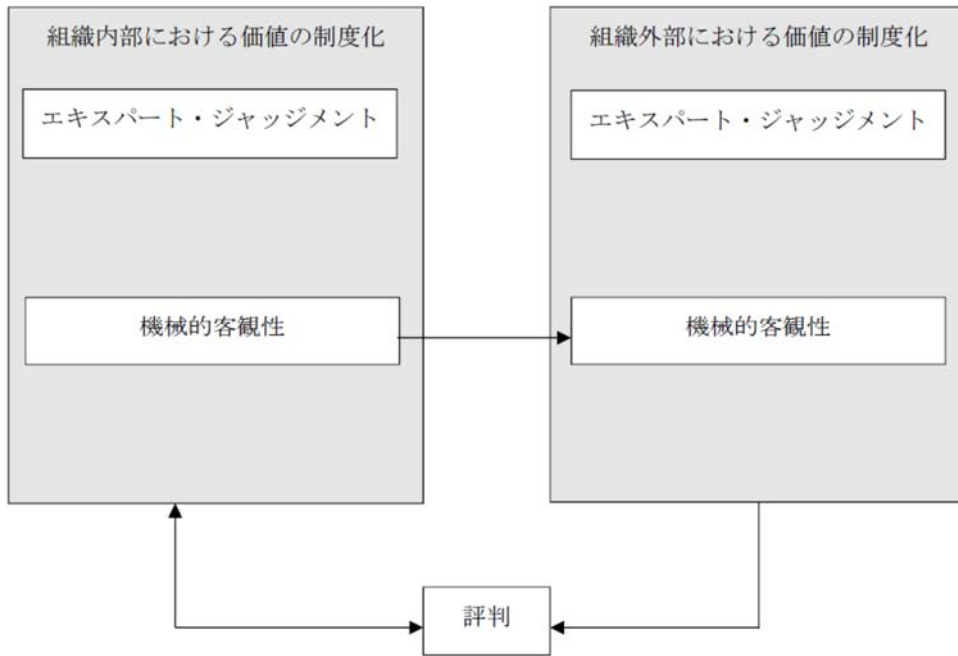 組織内部における価値の制度化
エキスパート・ジャッジメント
機械的客観性
組織外部における価値の制度化
エキスパート・ジャッジメント
機械的客観性
評判